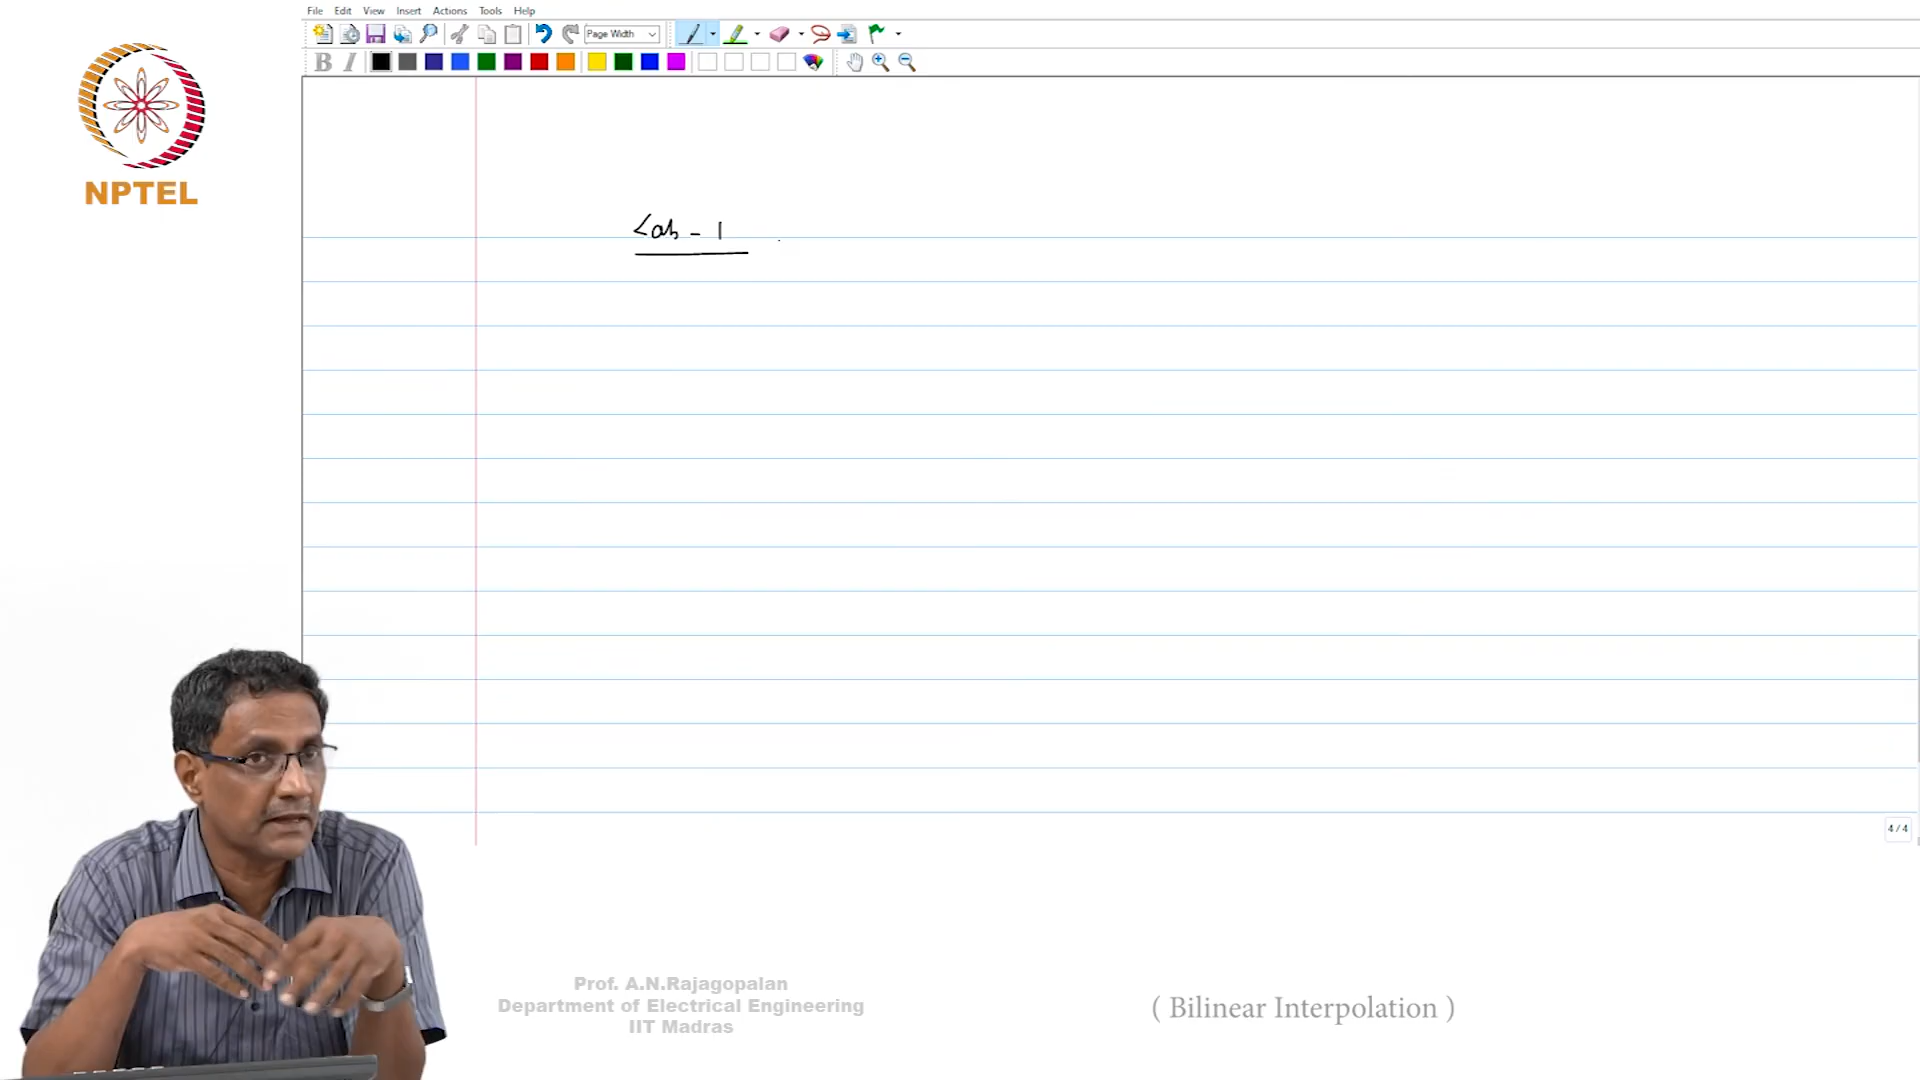 File Edit View Insert Actions Tools Help
Page Width
B I
NPTEL
Lab - 1
4 / 4
Prof. A.N.Rajagopalan
Department of Electrical Engineering
IIT Madras
( Bilinear Interpolation )